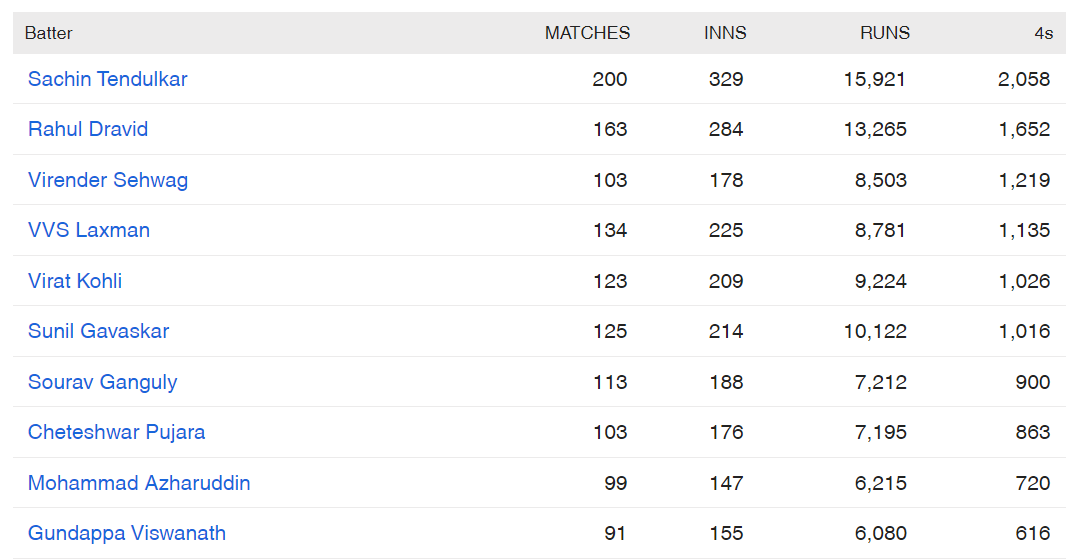 Batter MATCHES INNS RUNS 4s
Sachin Tendulkar 200 329 15,921 2,058
Rahul Dravid 163 284 13,265 1,652
Virender Sehwag 103 178 8,503 1,219
VVS Laxman 134 225 8,781 1,135
Virat Kohli 123 209 9,224 1,026
Sunil Gavaskar 125 214 10,122 1,016
Sourav Ganguly 113 188 7,212 900
Cheteshwar Pujara 103 176 7,195 863
Mohammad Azharuddin 99 147 6,215 720
Gundappa Viswanath 91 155 6,080 616